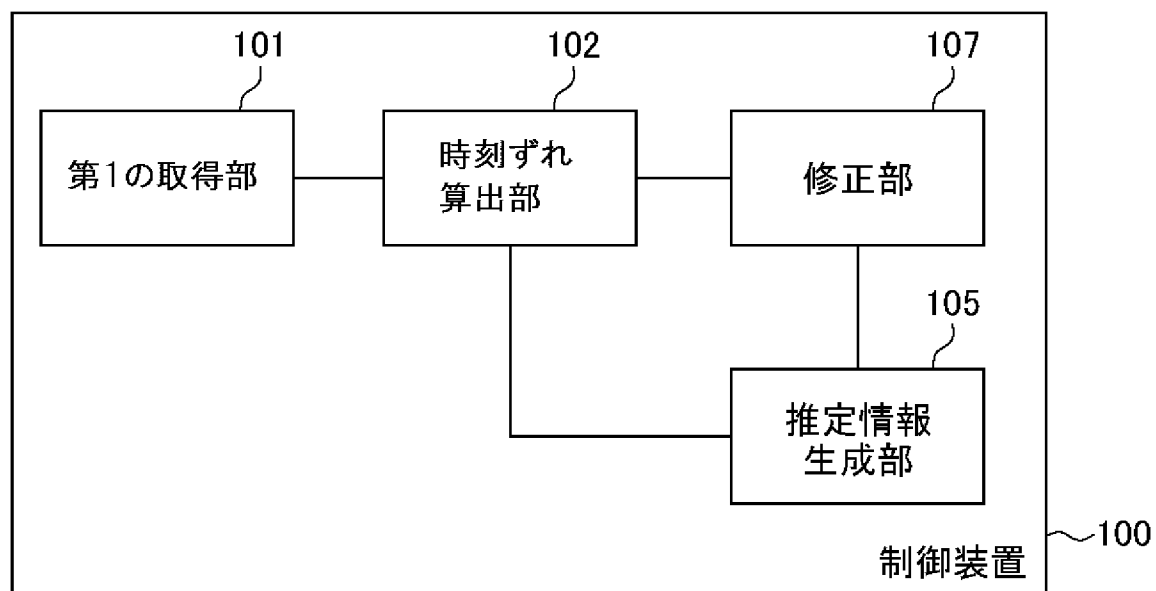 101
102
107
第1の取得部
時刻ずれ
算出部
修正部
105
推定情報
生成部
100
制御装置